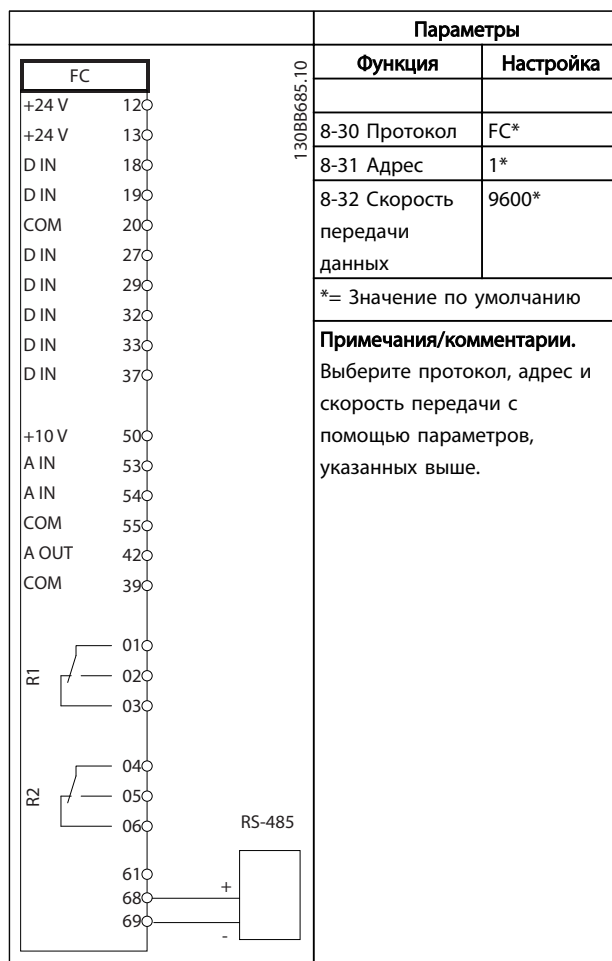 FC
130BB685.10
+24 V 12
+24 V 13
D IN 18
D IN 19
COM 20
D IN 27
D IN 29
D IN 32
D IN 33
D IN 37
+10 V 50
A IN 53
A IN 54
COM 55
A OUT 42
COM 39
R1
01
02
03
R2
04
05
06
RS-485
61
68 +
69 -
Параметры
Функция Настройка
8-30 Протокол FC*
8-31 Адрес 1*
8-32 Скорость 9600*
передачи
данных
*= Значение по умолчанию
Примечания/комментарии.
Выберите протокол, адрес и
скорость передачи с
помощью параметров,
указанных выше.